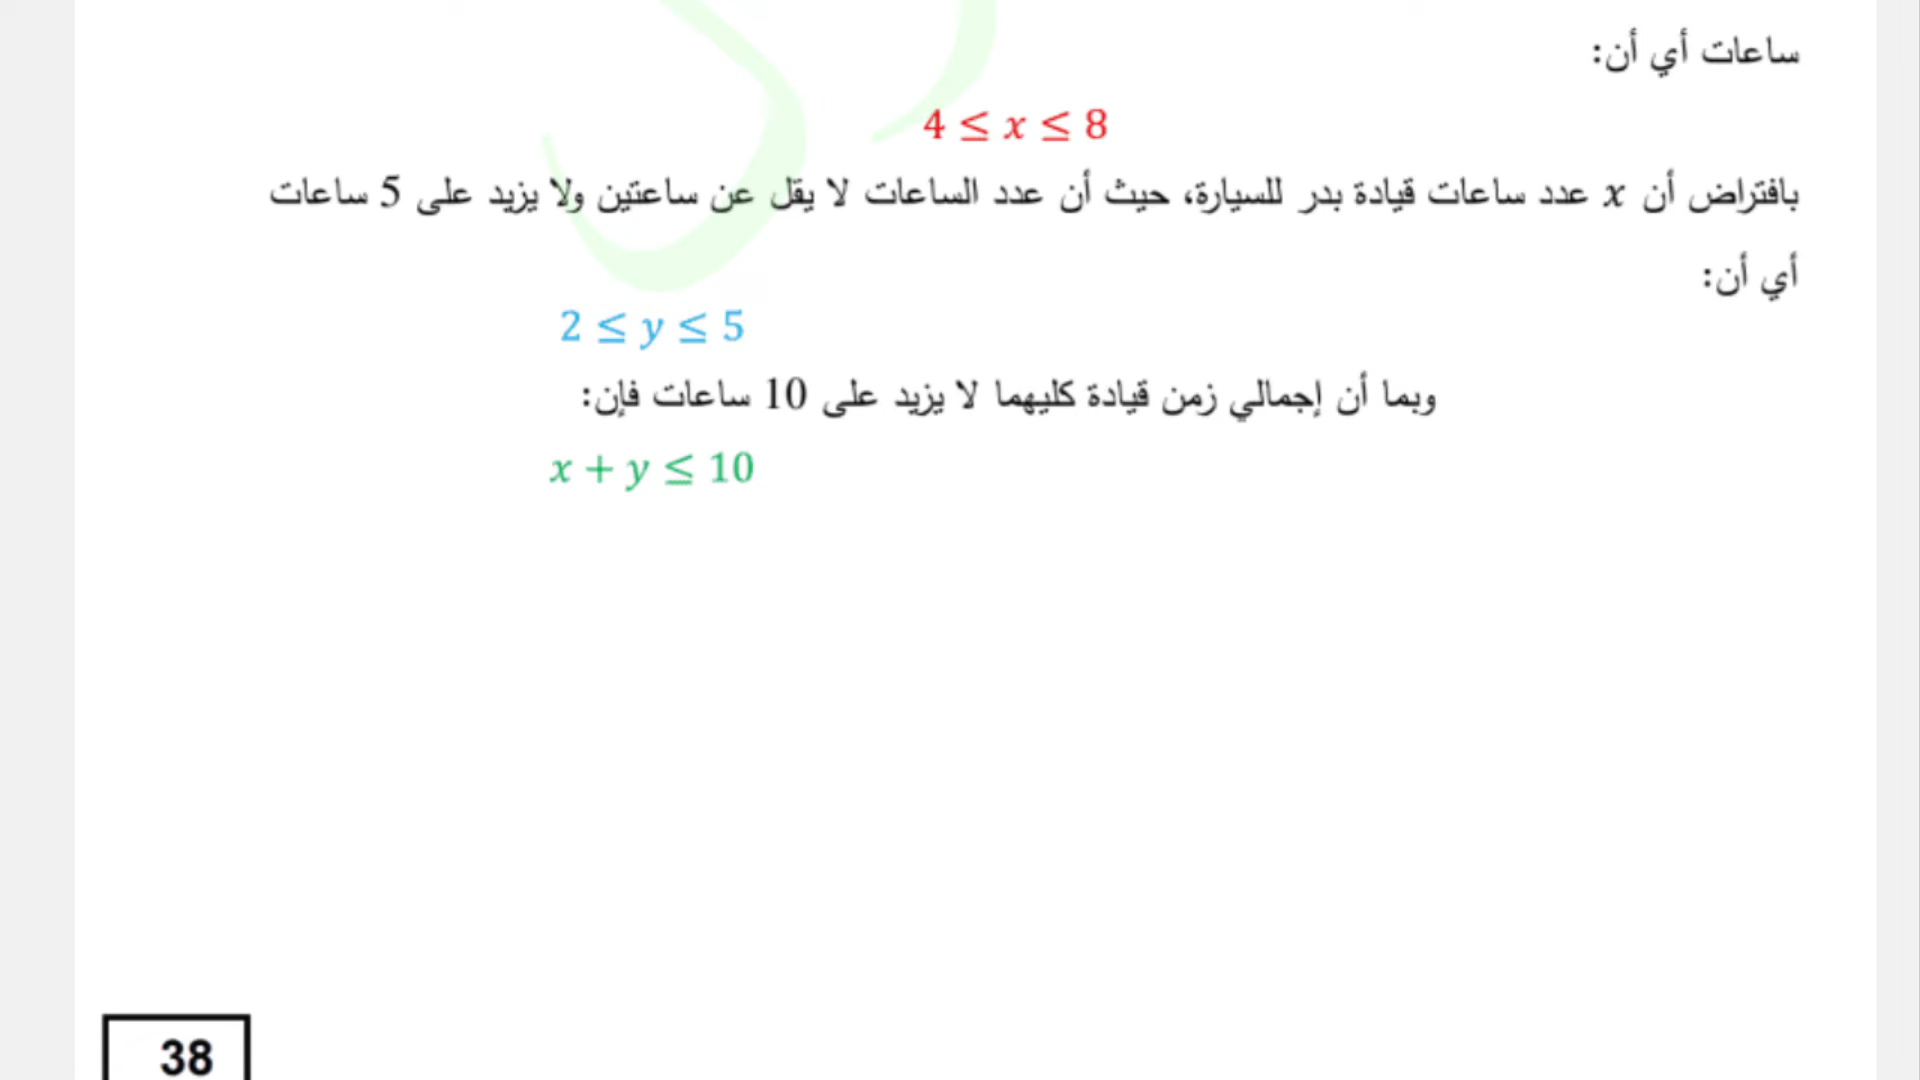 ساعات أي أن:
4 ≤ x ≤ 8
بافتراض أن x عدد ساعات قيادة بدر للسيارة، حيث أن عدد الساعات لا يقل عن ساعتين ولا يزيد على 5 ساعات
أي أن:
2 ≤ y ≤ 5
وبما أن إجمالي زمن قيادة كليهما لا يزيد على 10 ساعات فإن:
x + y ≤ 10
38